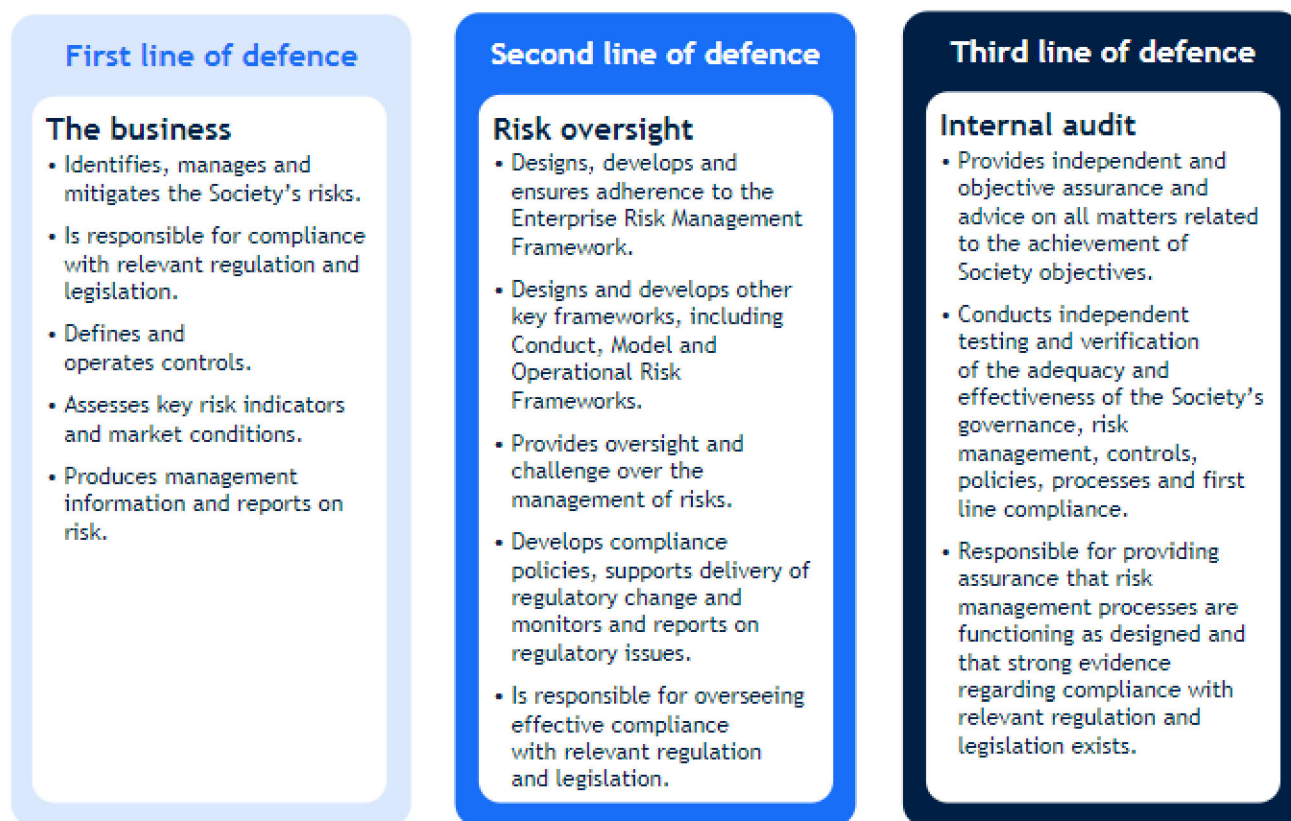 First line of defence
The business
• Identifies, manages and
mitigates the Society’s risks.
• Is responsible for compliance
with relevant regulation and
legislation.
• Defines and
operates controls.
• Assesses key risk indicators
and market conditions.
• Produces management
information and reports on
risk.
Second line of defence
Risk oversight
• Designs, develops and
ensures adherence to the
Enterprise Risk Management
Framework.
• Designs and develops other
key frameworks, including
Conduct, Model and
Operational Risk
Frameworks.
• Provides oversight and
challenge over the
management of risks.
• Develops compliance
policies, supports delivery of
regulatory change and
monitors and reports on
regulatory issues.
• Is responsible for overseeing
effective compliance
with relevant regulation
and legislation.
Third line of defence
Internal audit
• Provides independent and
objective assurance and
advice on all matters related
to the achievement of
Society objectives.
• Conducts independent
testing and verification
of the adequacy and
effectiveness of the Society’s
governance, risk
management, controls,
policies, processes and first
line compliance.
• Responsible for providing
assurance that risk
management processes are
functioning as designed and
that strong evidence
regarding compliance with
relevant regulation and
legislation exists.